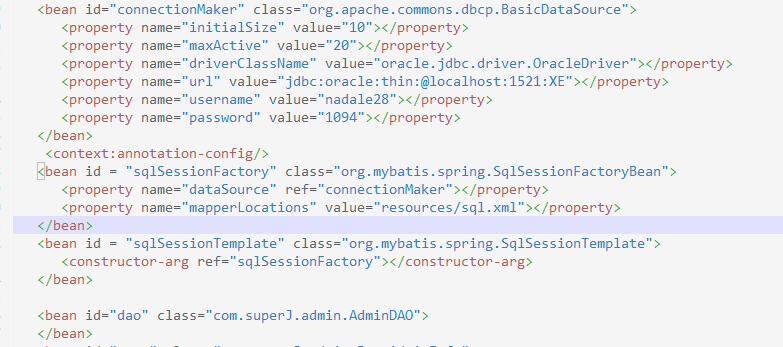 <bean id="connectionMaker" class="org.apache.commons.dbcp.BasicDataSource">
<property name="initialSize" value="10"></property>
<property name="maxActive" value="20"></property>
<property name="driverClassName" value="oracle.jdbc.driver.OracleDriver"></property>
<property name="url" value="jdbc:oracle:thin:@localhost:1521:XE"></property>
<property name="username" value="nadale28"></property>
<property name="password" value="1094"></property>
</bean>
<context:annotation-config/>
<bean id = "sqlSessionFactory" class="org.mybatis.spring.SqlSessionFactoryBean">
<property name="dataSource" ref="connectionMaker"></property>
<property name="mapperLocations" value="resources/sql.xml"></property>
</bean>
<bean id = "sqlSessionTemplate" class="org.mybatis.spring.SqlSessionTemplate">
<constructor-arg ref="sqlSessionFactory"></constructor-arg>
</bean>
<bean id="dao" class="com.superJ.admin.AdminDAO">
</bean>